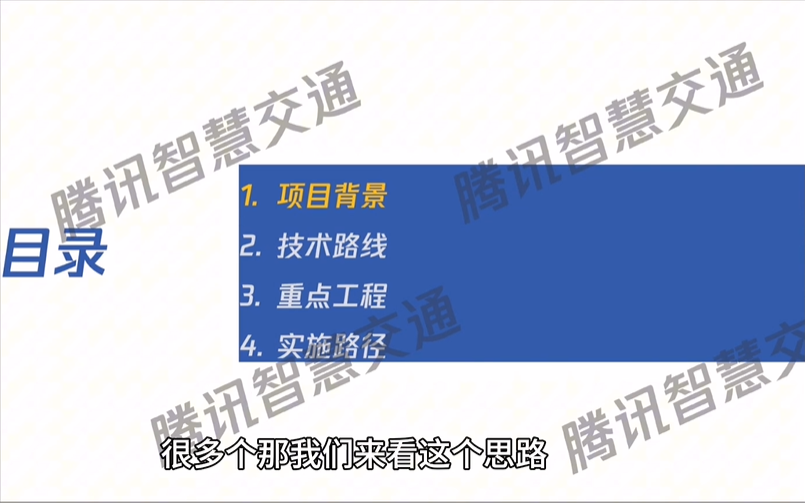 腾讯智慧交通
腾讯智慧交通
目录
1. 项目背景
2. 技术路线
3. 重点工程
4. 实施路径
腾讯智慧交通
腾讯智慧交
很多个那我们来看这个思路